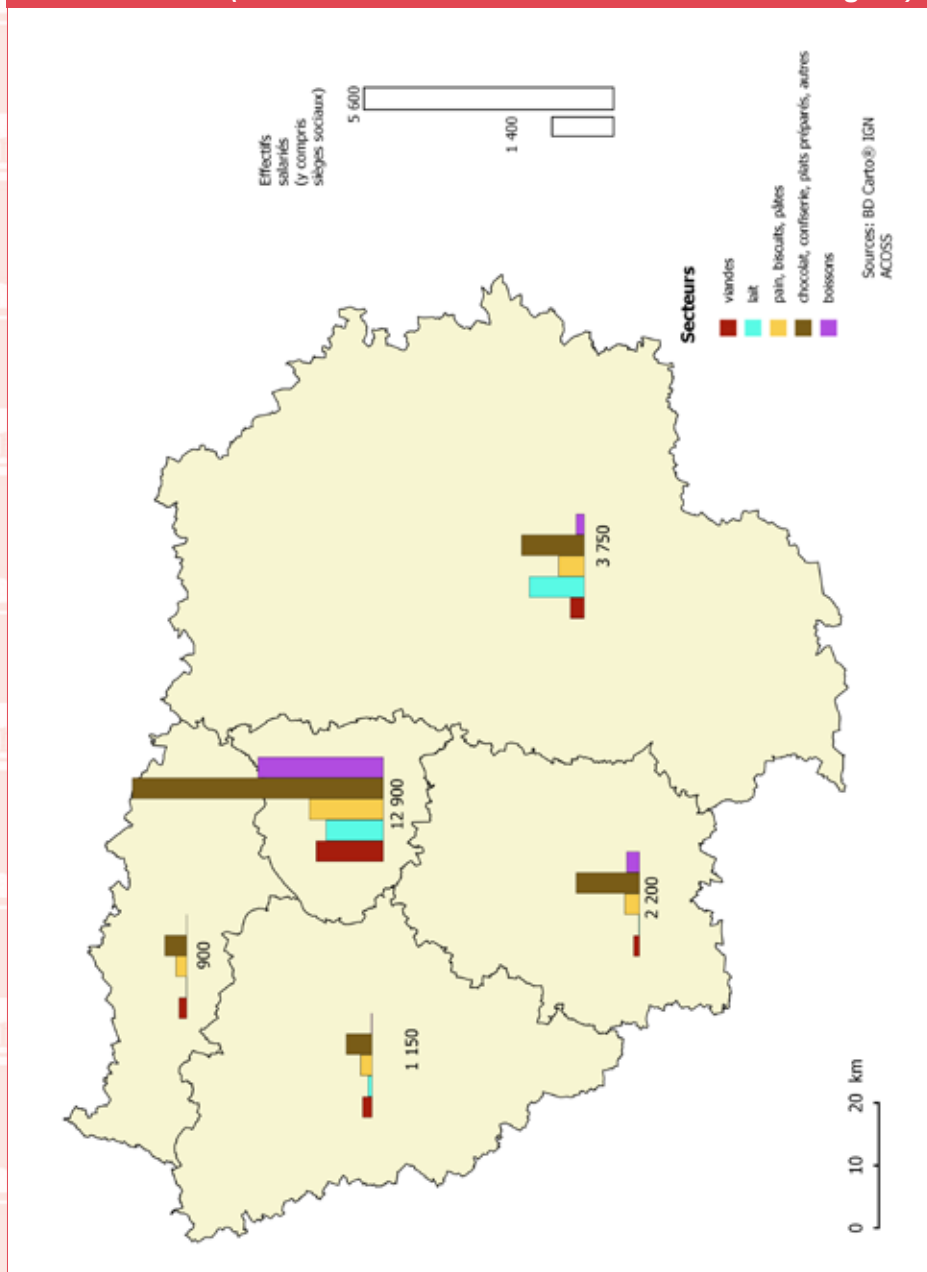 900
12 900
1 150
3 750
2 200
Effectifs
salariés
(y compris
sièges sociaux)
5 600
1 400
Secteurs
viandes
lait
pain, biscuits, pâtes
chocolat, confiserie, plats préparés, autres
boissons
0 10 20 km
Sources: BD Carto® IGN
ACOSS